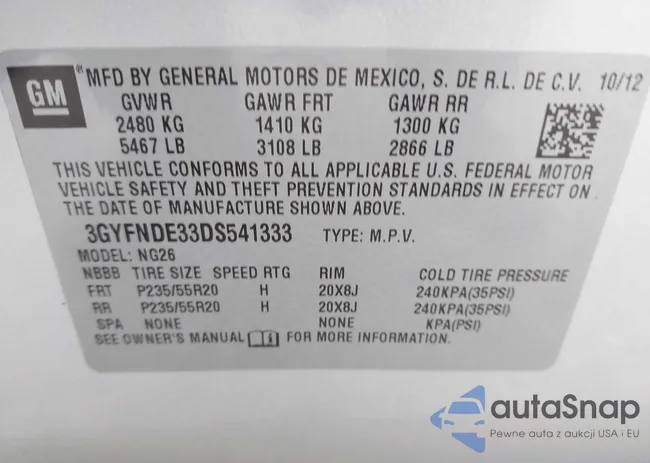 GM
® MFD BY GENERAL MOTORS DE MEXICO, S. DE R.L. DE C.V. 10/12
GVWR GAWR FRT GAWR RR
2480 KG 1410 KG 1300 KG
5467 LB 3108 LB 2866 LB
THIS VEHICLE CONFORMS TO ALL APPLICABLE U.S. FEDERAL MOTOR
VEHICLE SAFETY AND THEFT PREVENTION STANDARDS IN EFFECT ON
THE DATE OF MANUFACTURE SHOWN ABOVE.
3GYFNDE33DS541333 TYPE: M.P.V.
MODEL: NG26
NBBB TIRE SIZE SPEED RTG RIM COLD TIRE PRESSURE
FRT P235/55R20 H 20X8J 240KPA(35PSI)
RR P235/55R20 H 20X8J 240KPA(35PSI)
SPA NONE NONE KPA(PSI)
SEE OWNER'S MANUAL FOR MORE INFORMATION.
autaSnap
Pewne auta z aukcji USA i EU